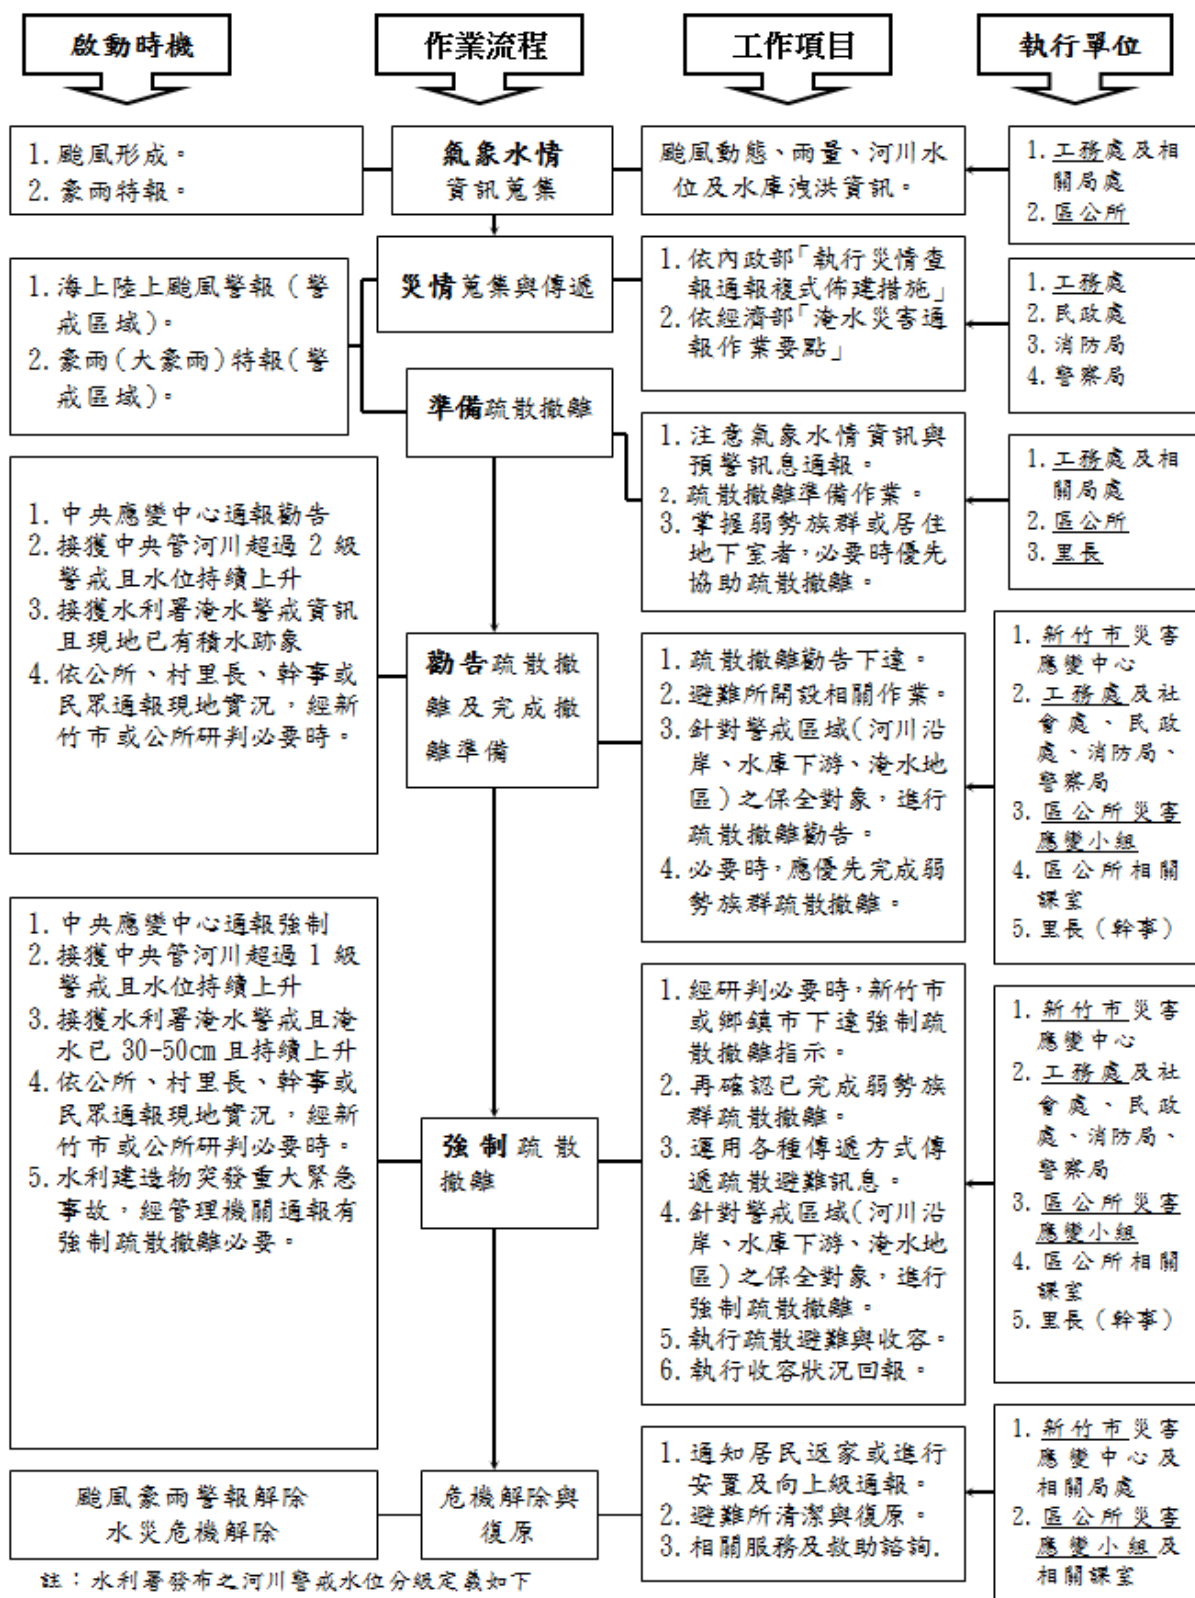 啟動時機
作業流程
工作項目
執行單位
1.颱風形成。
2.豪雨特報。
氣象水情
資訊蒐集
颱風動態、雨量、河川水
位及水庫洩洪資訊。
1.工務處及相
關局處
2.區公所
1.海上陸上颱風警報(警
戒區域)。
2.豪雨(大豪雨)特報(警
戒區域)。
災情蒐集與傳遞
1.依內政部「執行災情查
報通報複式佈建措施」
2.依經濟部「淹水災害通
報作業要點」
1.工務處
2.民政處
3.消防局
4.警察局
準備疏散撤離
1.注意氣象水情資訊與
預警訊息通報。
2.疏散撤離準備作業。
3.掌握弱勢族群或居住
地下室者,必要時優先
協助疏散撤離。
1.工務處及相
關局處
2.區公所
3.里長
1.中央應變中心通報勸告
2.接獲中央管河川超過2級
警戒且水位持續上升
3.接獲水利署淹水警戒資訊
且現地已有積水跡象
4.依公所、村里長、幹事或
民眾通報現地實況,經新
竹市或公所研判必要時。
勸告疏散撤
離及完成撤
離準備
1.疏散撤離勸告下達。
2.避難所開設相關作業。
3.針對警戒區域(河川沿
岸、水庫下游、淹水地
區)之保全對象,進行
疏散撤離勸告。
4.必要時,應優先完成弱
勢族群疏散撤離。
1.新竹市災害
應變中心
2.工務處及社
會處、民政
處、消防局、
警察局
3.區公所災害
應變小組
4.區公所相關
課室
5.里長(幹事)
1.中央應變中心通報強制
2.接獲中央管河川超過1級
警戒且水位持續上升
3.接獲水利署淹水警戒且淹
水已30-50cm且持續上升
4.依公所、村里長、幹事或
民眾通報現地實況,經新
竹市或公所研判必要時。
5.水利建造物突發重大緊急
事故,經管理機關通報有
強制疏散撤離必要。
強制疏散
撤離
1.經研判必要時,新竹市
或鄉鎮市下達強制疏
散撤離指示。
2.再確認已完成弱勢族
群疏散撤離。
3.運用各種傳遞方式傳
遞疏散避難訊息。
4.針對警戒區域(河川沿
岸、水庫下游、淹水地
區)之保全對象,進行
強制疏散撤離。
5.執行疏散避難與收容。
6.執行收容狀況回報。
1.新竹市災害
應變中心
2.工務處及社
會處、民政
處、消防局、
警察局
3.區公所災害
應變小組
4.區公所相關
課室
5.里長(幹事)
颱風豪雨警報解除
水災危機解除
危機解除與
復原
1.通知居民返家或進行
安置及向上級通報。
2.避難所清潔與復原。
3.相關服務及救助諮詢.
1.新竹市災害
應變中心及
相關局處
2.區公所災害
應變小組及
相關課室
註:水利署發布之河川警戒水位分級定義如下